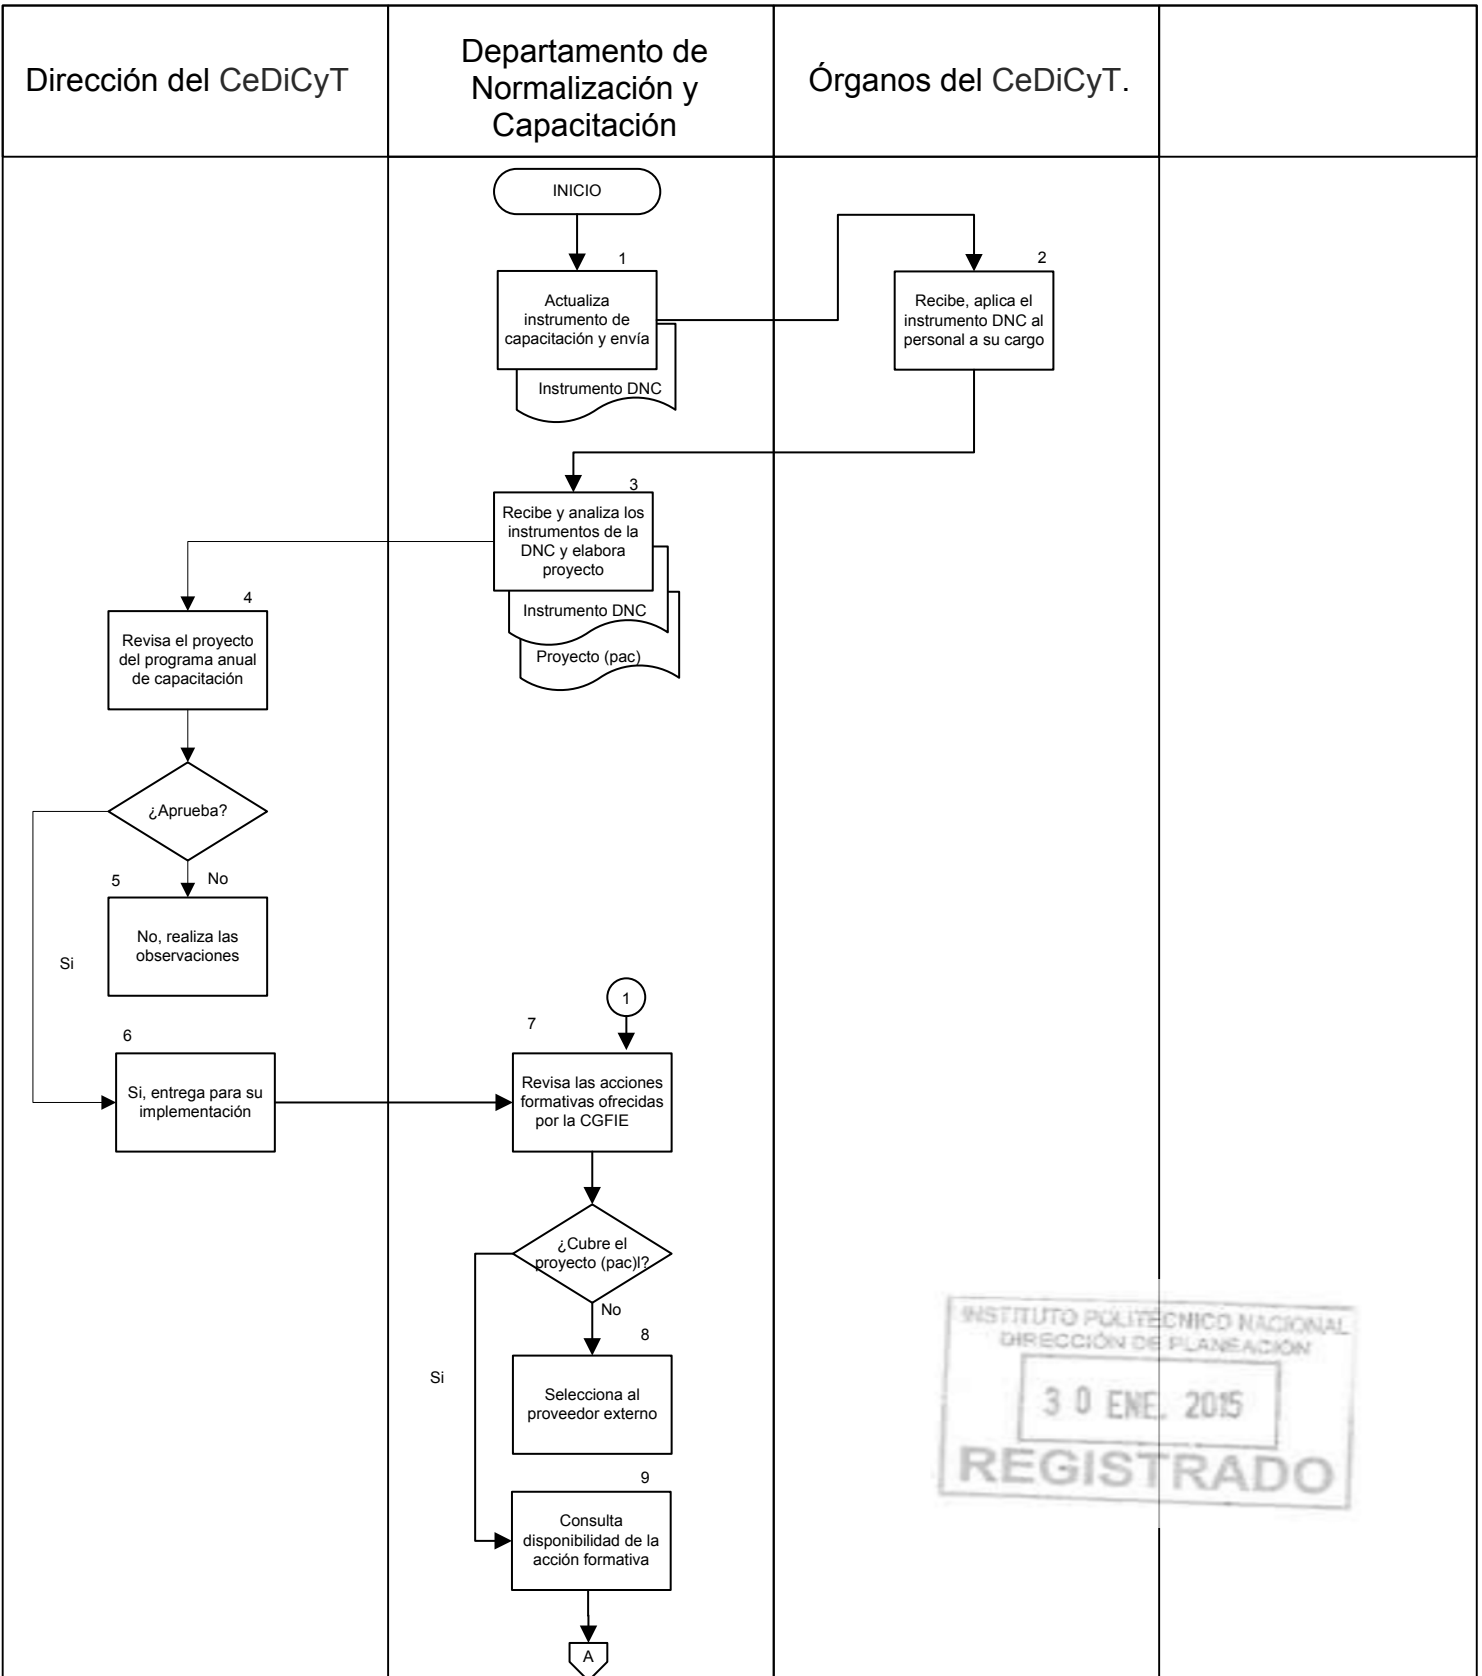 Dirección del CeDiCyT
Departamento de
Normalización y
Capacitación
Órganos del CeDiCyT.
INICIO
1
Actualiza
instrumento de
capacitación y envía
Instrumento DNC
2
Recibe, aplica el
instrumento DNC al
personal a su cargo
3
Recibe y analiza los
instrumentos de la
DNC y elabora
proyecto
Instrumento DNC
Proyecto (pac)
4
Revisa el proyecto
del programa anual
de capacitación
¿Aprueba?
5
No
No, realiza las
observaciones
Si
6
Si, entrega para su
implementación
1
7
Revisa las acciones
formativas ofrecidas
por la CGFIE
¿Cubre el
proyecto (pac)l?
No
8
Si
Selecciona al
proveedor externo
9
Consulta
disponibilidad de la
acción formativa
A
INSTITUTO POLITÉCNICO NACIONAL
DIRECCIÓN DE PLANEACIÓN
3 0 ENE. 2015
REGISTRADO